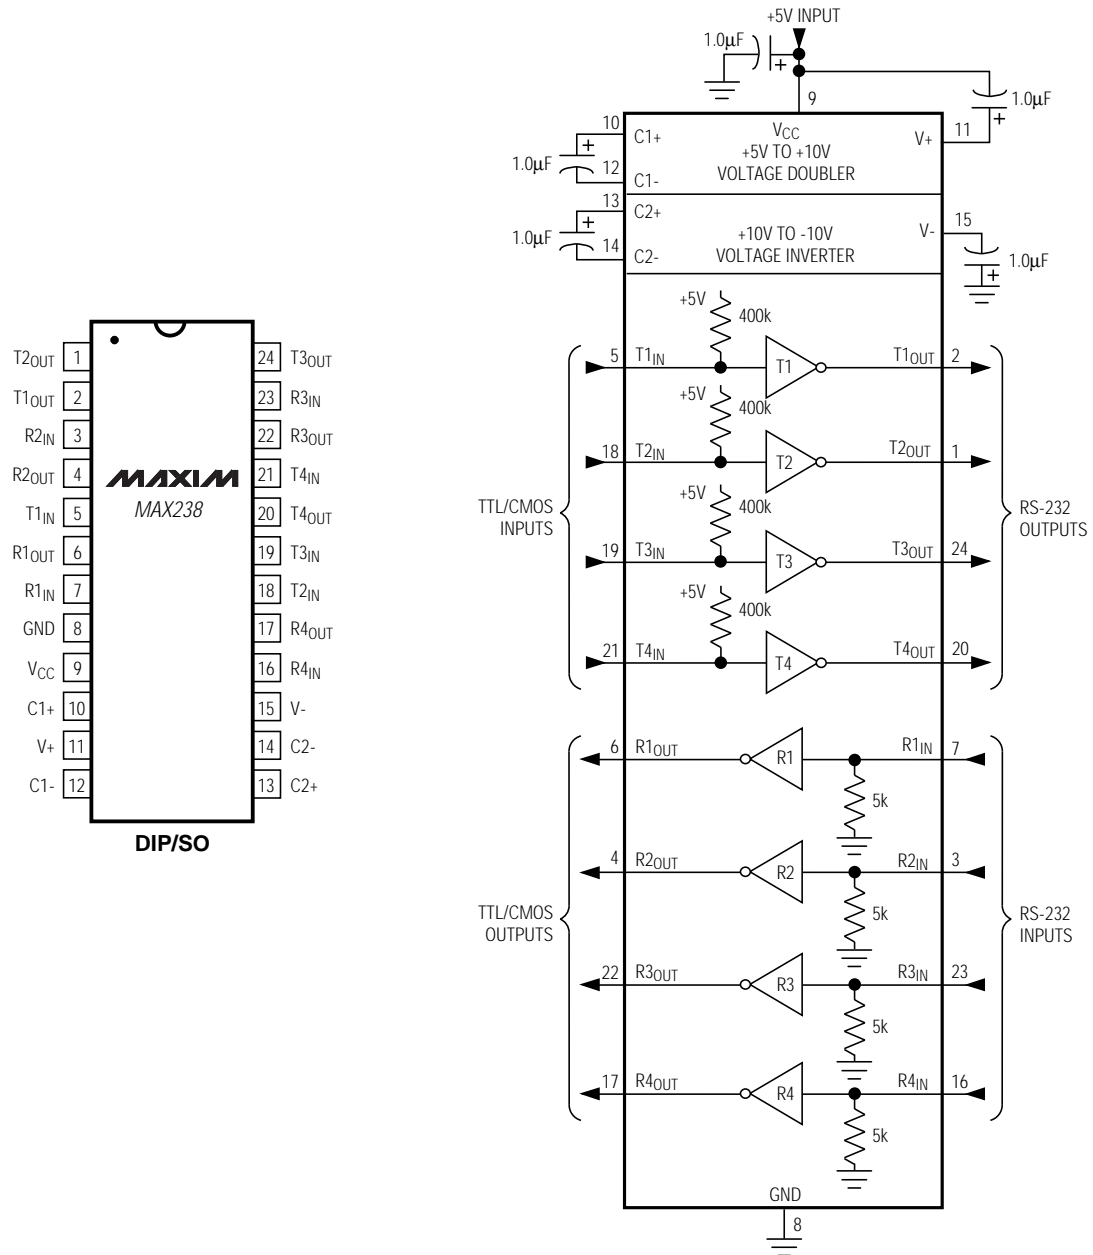 T2OUT 1
T1OUT 2
R2IN 3
R2OUT 4
T1IN 5
R1OUT 6
R1IN 7
GND 8
VCC 9
C1+ 10
V+ 11
C1- 12
MAXIM
MAX238
24 T3OUT
23 R3IN
22 R3OUT
21 T4IN
20 T4OUT
19 T3IN
18 T2IN
17 R4OUT
16 R4IN
15 V-
14 C2-
13 C2+
DIP/SO
+5V INPUT
1.0µF
+
9
1.0µF
+
10
C1+
1.0µF
+
12
C1-
VCC
+5V TO +10V
VOLTAGE DOUBLER
V+
11
13
C2+
1.0µF
+
14
C2-
+10V TO -10V
VOLTAGE INVERTER
V-
15
1.0µF
+
TTL/CMOS
INPUTS
+5V
400k
5 T1IN
T1
T1OUT 2
+5V
400k
18 T2IN
T2
T2OUT 1
+5V
400k
19 T3IN
T3
T3OUT 24
+5V
400k
21 T4IN
T4
T4OUT 20
RS-232
OUTPUTS
TTL/CMOS
OUTPUTS
6 R1OUT
R1
R1IN 7
5k
4 R2OUT
R2
R2IN 3
5k
22 R3OUT
R3
R3IN 23
5k
17 R4OUT
R4
R4IN 16
5k
RS-232
INPUTS
GND
8